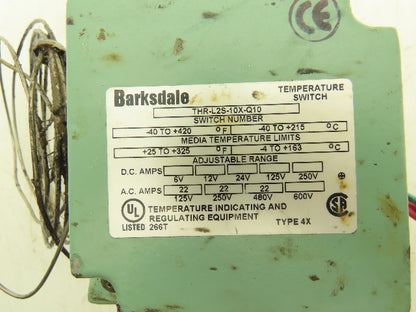 CE
Barksdale
TEMPERATURE
SWITCH
THR-L2S-10X-Q10
SWITCH NUMBER
-40 TO +420 °F -40 TO +215 °C
MEDIA TEMPERATURE LIMITS
+25 TO +325 °F -4 TO +163 °C
ADJUSTABLE RANGE
D.C. AMPS
6V 12V 24V 125V 250V
A.C. AMPS 22 22 22
125V 250V 480V 600V
UL TEMPERATURE INDICATING AND
REGULATING EQUIPMENT
LISTED 266T TYPE 4X
SA